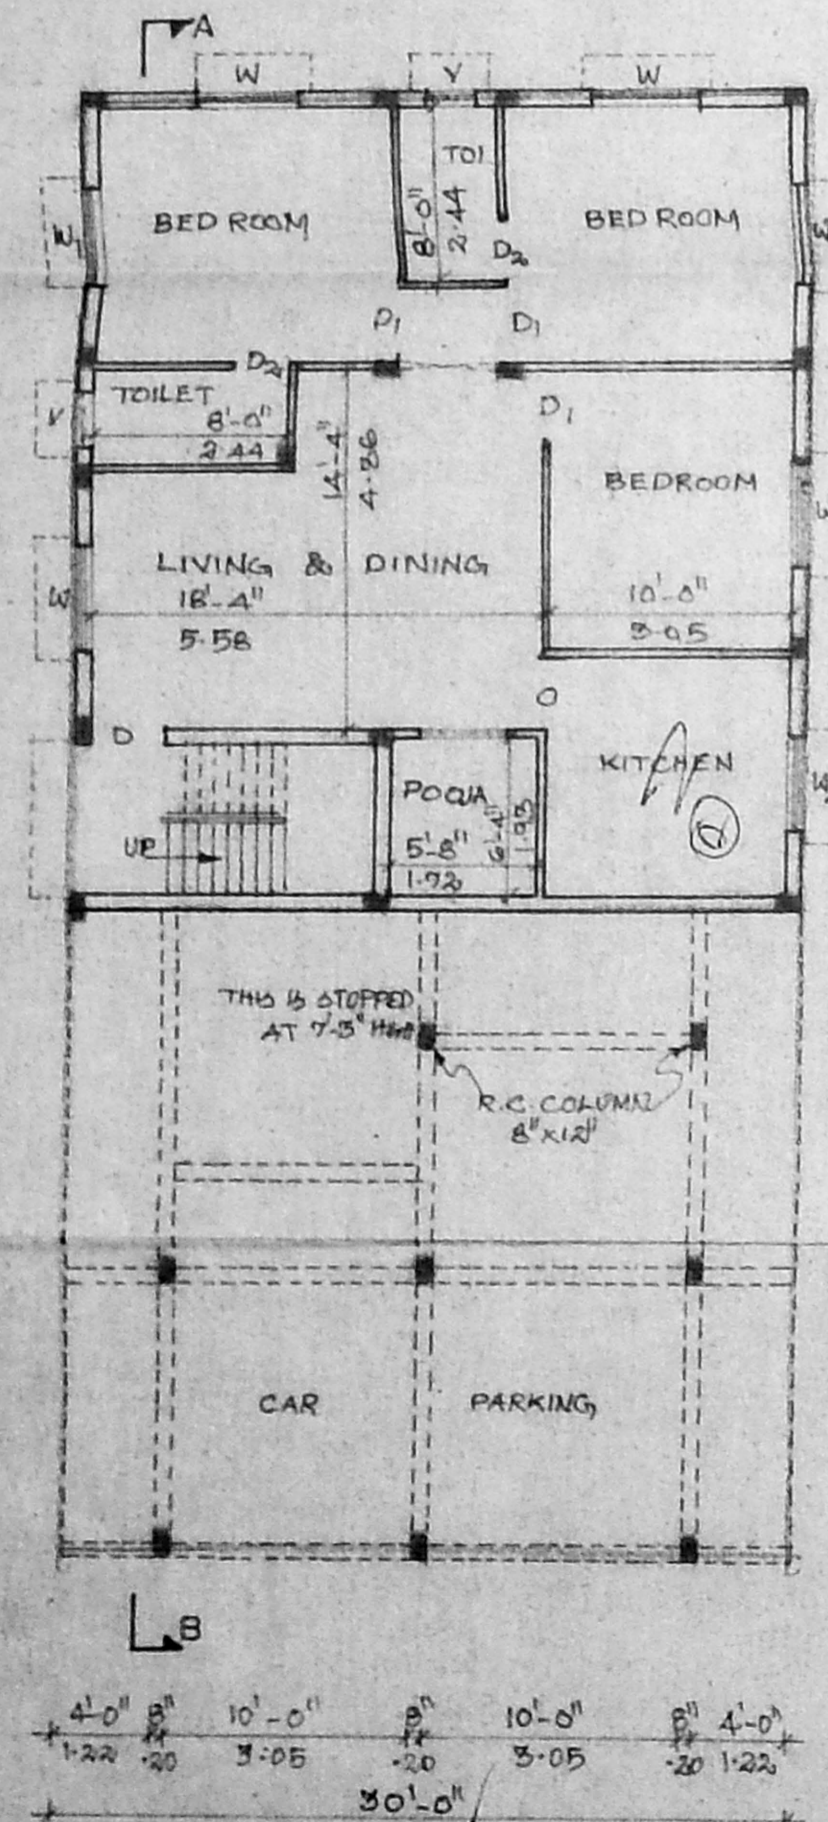 A
W V W
TOI
BED ROOM
8'-0"
2.44
BED ROOM
W1
D2
D1 D1
D2
TOILET
V
8'-0"
2.44
14'-4"
4.36
D1
BEDROOM
LIVING & DINING
W
18'-4"
5.58
10'-0"
3.05
O
D
KITCHEN
POOJA
UP
5'-8"
1.72
6'-4"
1.93
THIS IS STOPPED
AT 7'-3"
R.C. COLUMN
8"x12"
CAR PARKING
B
4'-0" 8" 10'-0" 8" 10'-0" 8" 4'-0"
1.22 .20 3.05 .20 3.05 .20 1.22
30'-0"